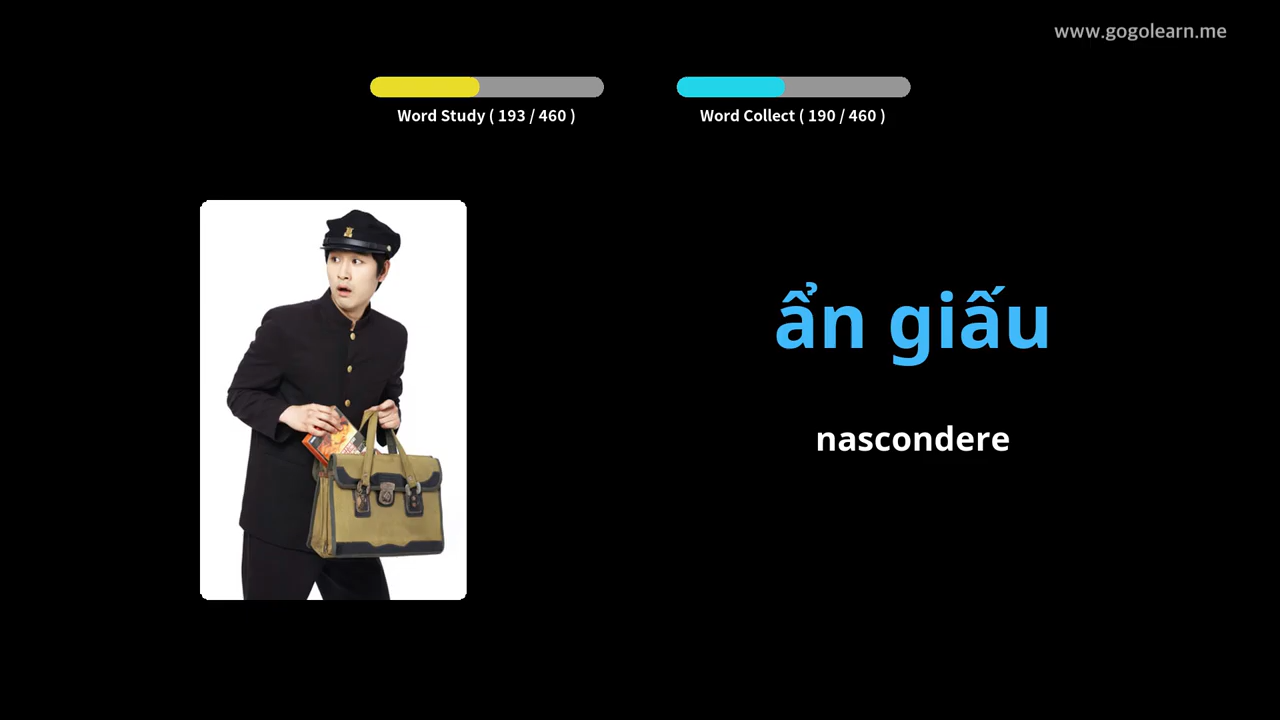 www.gogolearn.me
Word Study ( 193 / 460 )
Word Collect ( 190 / 460 )
ẩn giấu
nascondere